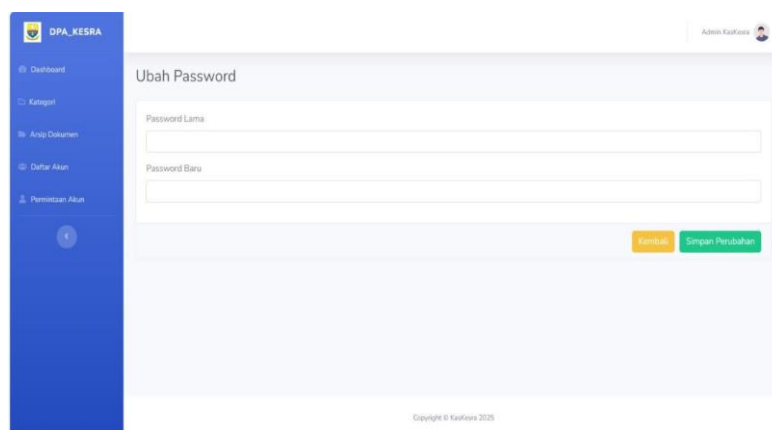 DPA_KESRA
Admin KasKesra
Dashboard
Kategori
Arsip Dokumen
Daftar Akun
Permintaan Akun
Ubah Password
Password Lama
Password Baru
Kembali
Simpan Perubahan
Copyright © KasKesra 2025